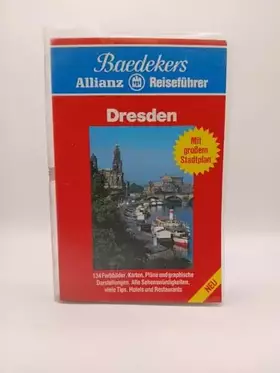 Baedekers
Allianz Reiseführer
Dresden
Mit
großem
Stadtplan
134 Farbbilder, Karten, Pläne und graphische
Darstellungen. Alle Sehenswürdigkeiten,
viele Tips, Hotels und Restaurants
NEU